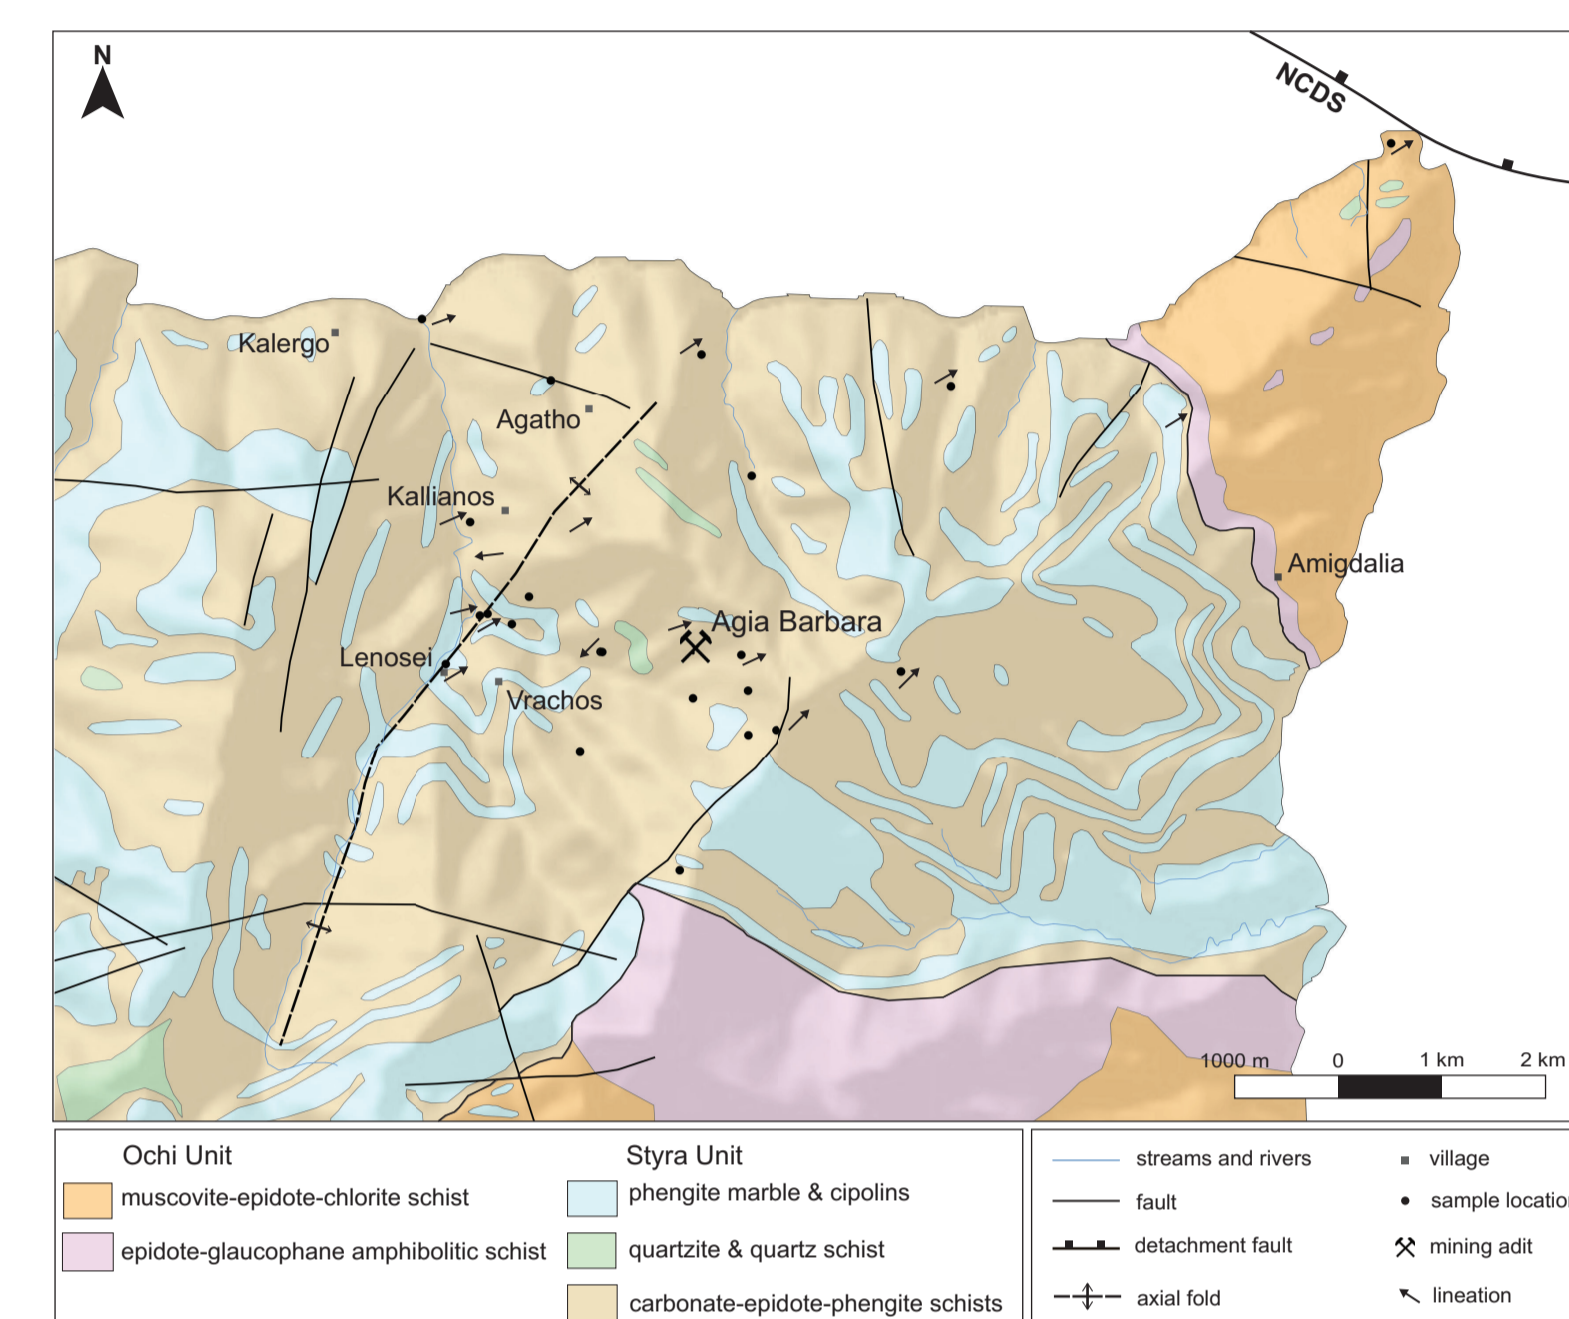 N
NCDS
Kalergo
Agatho
Kallianos
Amigdalia
Agia Barbara
Lenosei
Vrachos
1000 m 0 1 km 2 km
Ochi Unit
muscovite-epidote-chlorite schist
epidote-glaucophane amphibolitic schist
Styra Unit
phengite marble & cipolins
quartzite & quartz schist
carbonate-epidote-phengite schists
streams and rivers
fault
detachment fault
axial fold
village
sample locatio
mining adit
lineation